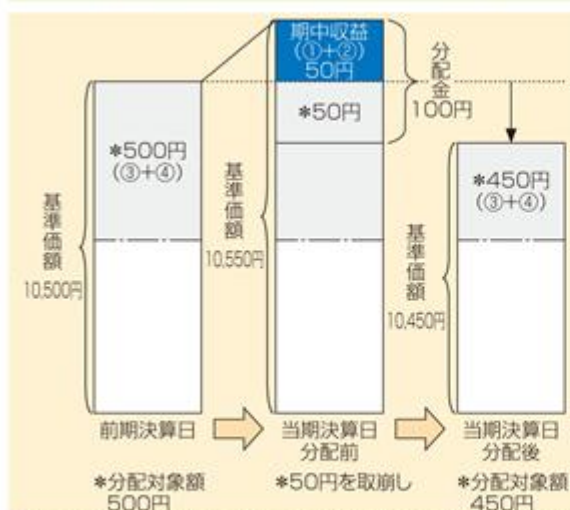 期中収益
(①+②)
50円
*50円
分配金
100円
*500円
(③+④)
基準価額
10,500円
基準価額
10,550円
*450円
(③+④)
基準価額
10,450円
前期決算日
当期決算日
分配前
当期決算日
分配後
*分配対象額
500円
*50円を取崩し
*分配対象額
450円